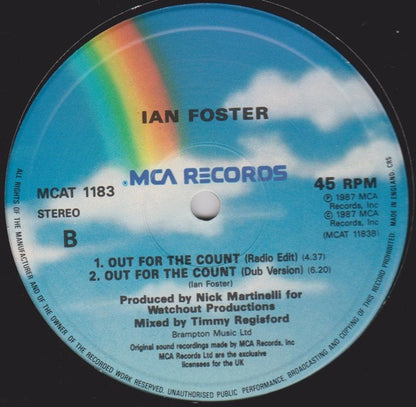 IAN FOSTER
MCA RECORDS
MCAT 1183
STEREO
B
45 RPM
℗ 1987 MCA
Records, Inc
© 1987 MCA
Records, Inc
(MCAT 1183B)
1. OUT FOR THE COUNT (Radio Edit) (4.37)
2. OUT FOR THE COUNT (Dub Version) (6.20)
(Ian Foster)
Produced by Nick Martinelli for
Watchout Productions
Mixed by Timmy Regisford
Brampton Music Ltd
Original sound recordings made by MCA Records, Inc.
MCA Records Ltd are the exclusive
licensees for the UK
ALL RIGHTS OF THE MANUFACTURER AND OF THE OWNER OF THE RECORDED WORK RESERVED. UNAUTHORISED PUBLIC PERFORMANCE, BROADCASTING AND COPYING OF THIS RECORD PROHIBITED. MADE IN ENGLAND. CRS